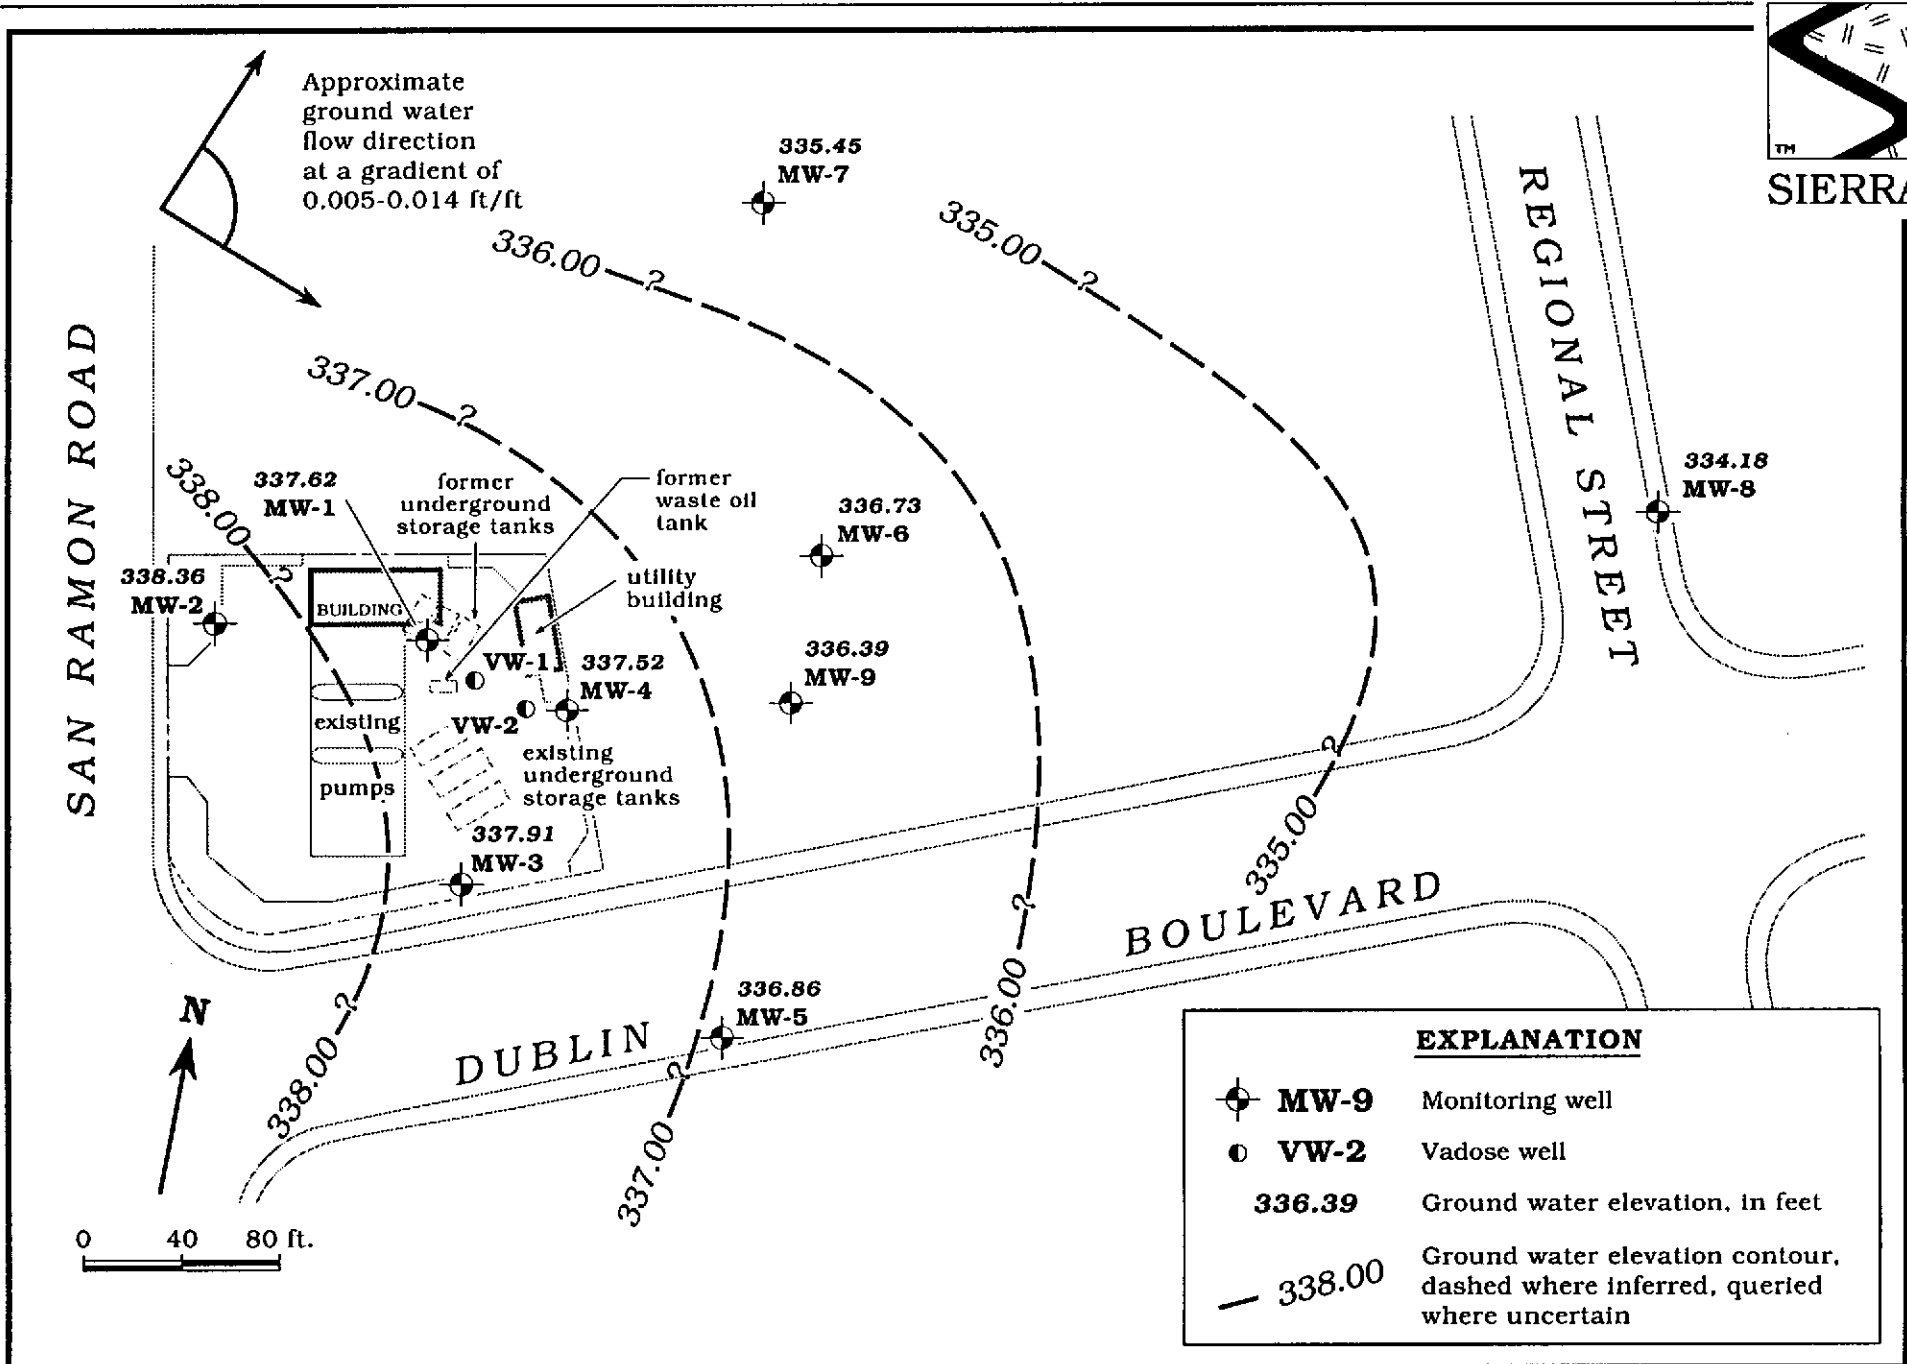 Approximate
ground water
flow direction
at a gradient of
0.005-0.014 ft/ft
TM
SIERRA
335.45
MW-7
336.00
?
335.00
?
REGIONAL STREET
SAN RAMON ROAD
337.00
?
338.00
?
337.62
MW-1
former
underground
storage tanks
former
waste oil
tank
334.18
MW-8
336.73
MW-6
338.36
MW-2
BUILDING
utility
building
VW-1
337.52
MW-4
336.39
MW-9
VW-2
existing
pumps
existing
underground
storage tanks
337.91
MW-3
?
335.00
?
336.00
?
338.00
336.86
MW-5
?
337.00
DUBLIN BOULEVARD
N
0 40 80 ft.
EXPLANATION
MW-9 Monitoring well
VW-2 Vadose well
336.39 Ground water elevation, in feet
338.00 Ground water elevation contour,
dashed where inferred, queried
where uncertain